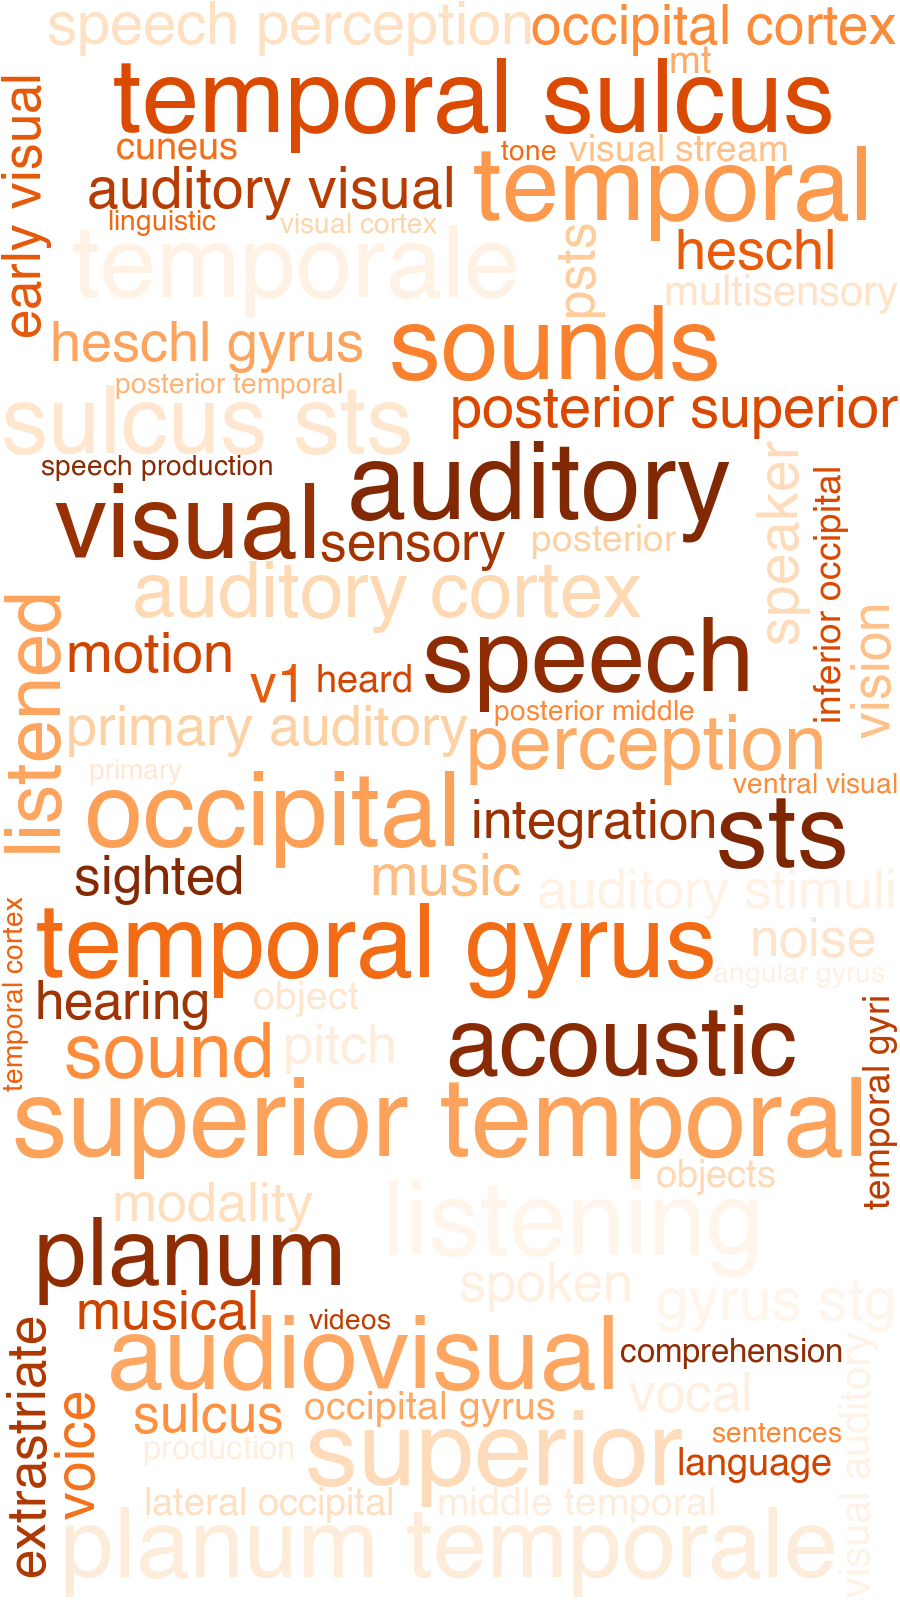 speech perception
occipital cortex
mt
temporal sulcus
early visual
cuneus
tone
visual stream
auditory visual
temporal
linguistic
visual cortex
temporale
psts
heschl
multisensory
heschl gyrus
sounds
posterior temporal
sulcus sts
posterior superior
speech production
auditory
speaker
inferior occipital
visual
sensory
posterior
auditory cortex
listened
motion
v1
heard
speech
vision
primary auditory
posterior middle
perception
primary
occipital
ventral visual
integration
sts
sighted
music
auditory stimuli
temporal cortex
temporal gyrus
noise
angular gyrus
hearing
object
temporal gyri
sound
pitch
acoustic
superior temporal
objects
modality
listening
planum
spoken
gyrus stg
musical
videos
extrastriate
audiovisual
comprehension
visual auditory
voice
sulcus
occipital gyrus
vocal
production
superior
sentences
language
lateral occipital
middle temporal
planum temporale